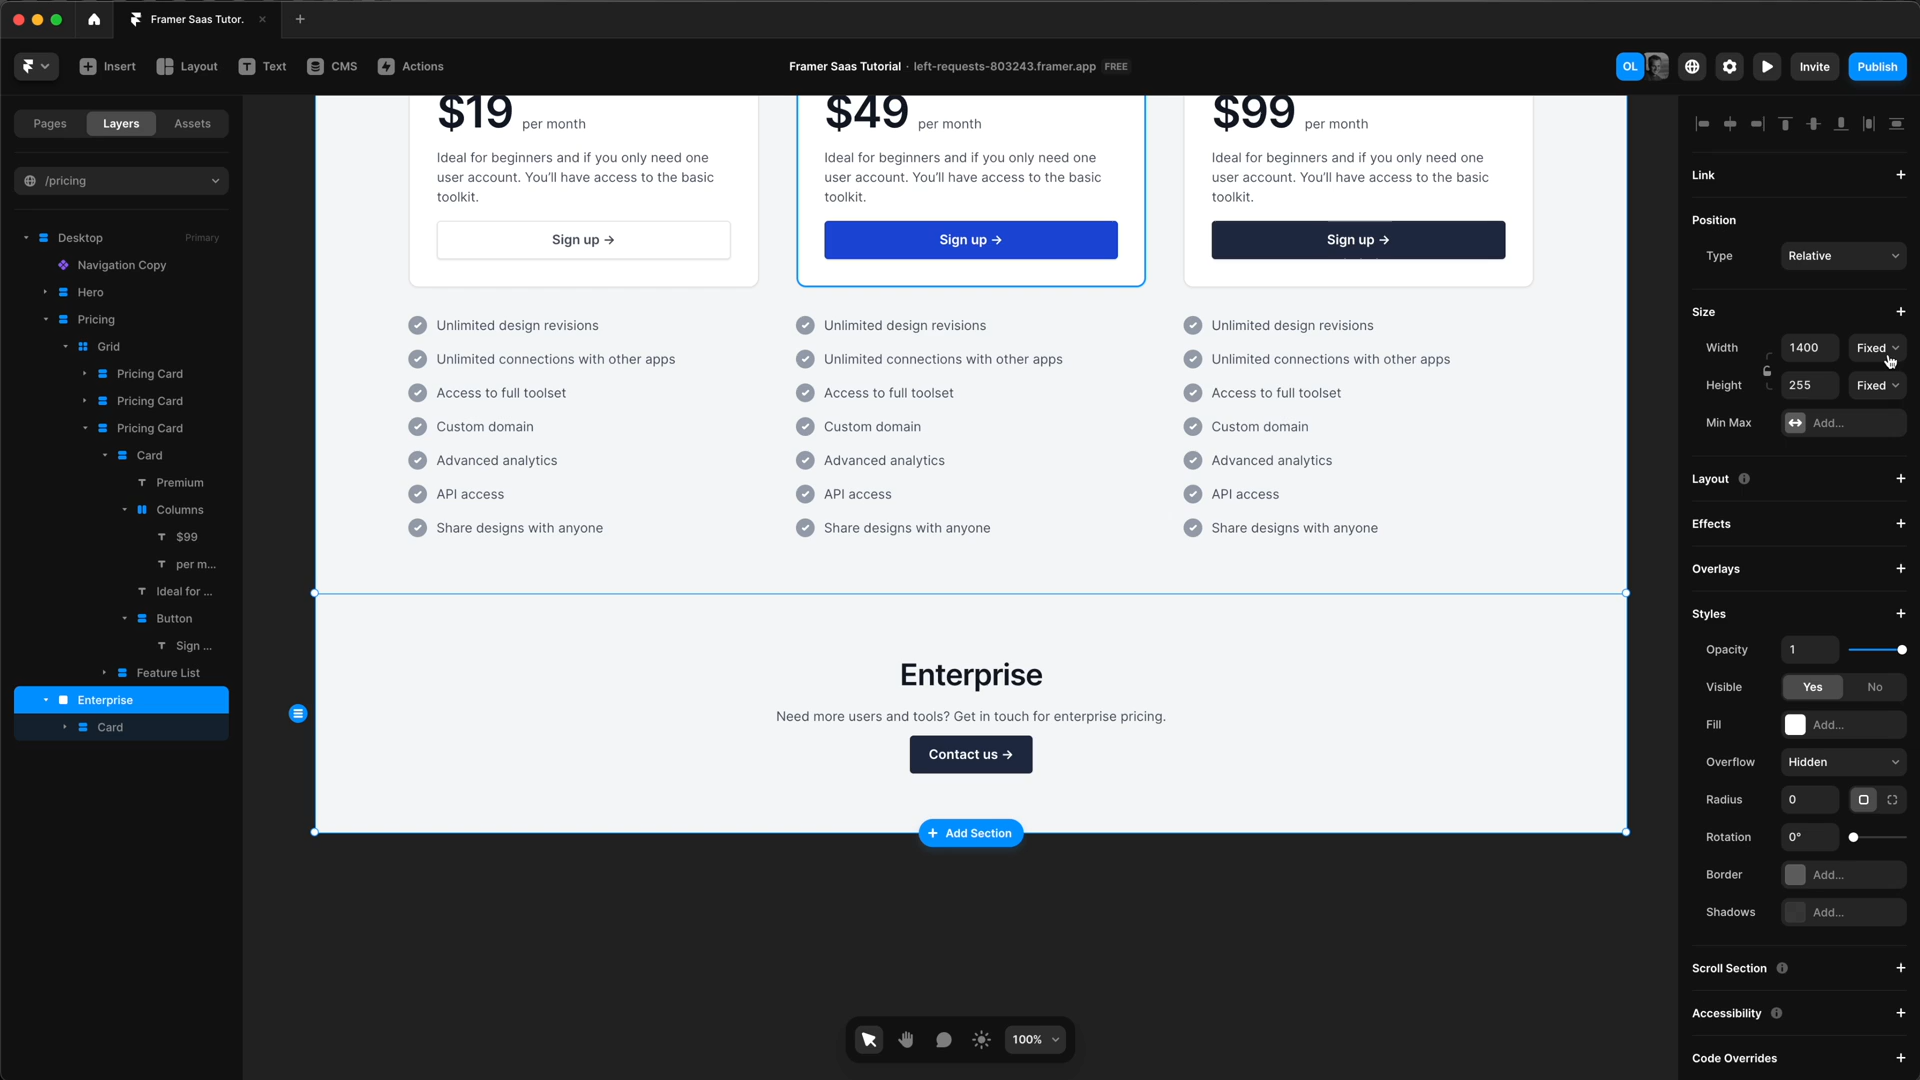 Framer Saas Tutor.
Insert
Layout
Text
CMS
Actions
Framer Saas Tutorial · left-requests-803243.framer.app FREE
OL
Invite
Publish
Pages
Layers
Assets
/pricing
Desktop
Primary
Navigation Copy
Hero
Pricing
Grid
Pricing Card
Pricing Card
Pricing Card
Card
Premium
Columns
$99
per m...
Ideal for ...
Button
Sign ...
Feature List
Enterprise
Card
$19 per month
Ideal for beginners and if you only need one
user account. You'll have access to the basic
toolkit.
Sign up →
Unlimited design revisions
Unlimited connections with other apps
Access to full toolset
Custom domain
Advanced analytics
API access
Share designs with anyone
$49 per month
Ideal for beginners and if you only need one
user account. You'll have access to the basic
toolkit.
Sign up →
Unlimited design revisions
Unlimited connections with other apps
Access to full toolset
Custom domain
Advanced analytics
API access
Share designs with anyone
$99 per month
Ideal for beginners and if you only need one
user account. You'll have access to the basic
toolkit.
Sign up →
Unlimited design revisions
Unlimited connections with other apps
Access to full toolset
Custom domain
Advanced analytics
API access
Share designs with anyone
Enterprise
Need more users and tools? Get in touch for enterprise pricing.
Contact us →
Add Section
100%
Link
Position
Type Relative
Size
Width 1400 Fixed
Height 255 Fixed
Min Max Add...
Layout
Effects
Overlays
Styles
Opacity 1
Visible Yes No
Fill Add...
Overflow Hidden
Radius 0
Rotation 0°
Border Add...
Shadows Add...
Scroll Section
Accessibility
Code Overrides